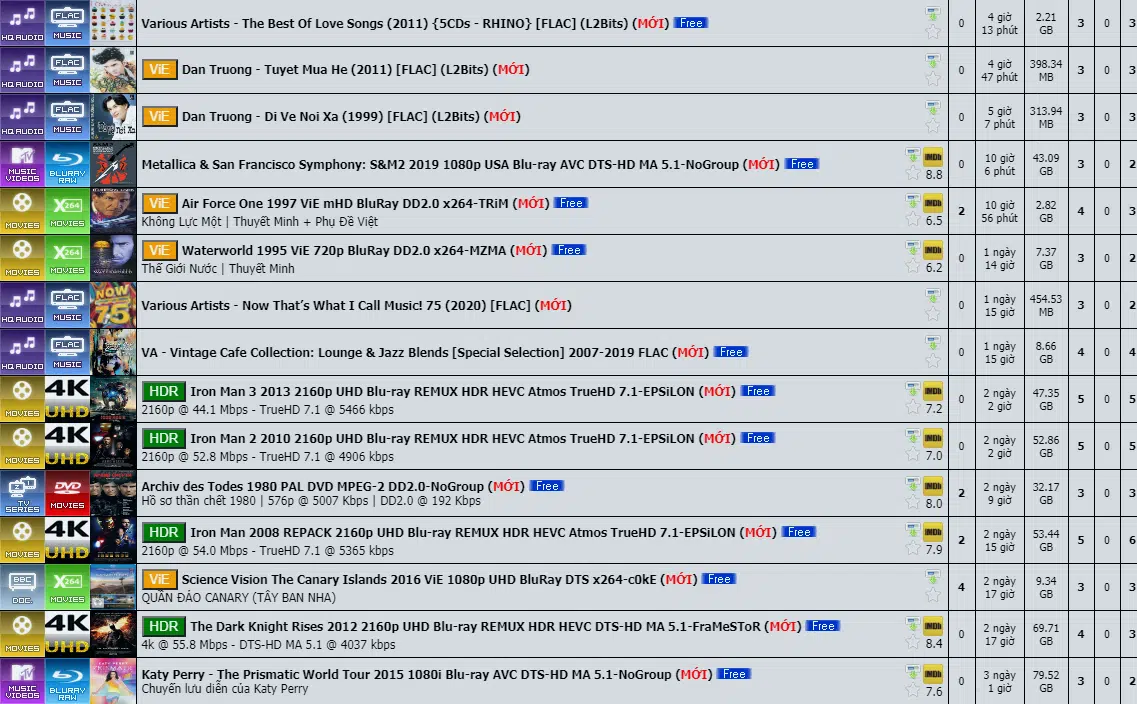 HQ AUDIO FLAC MUSIC Various Artists - The Best Of Love Songs (2011) {5CDs - RHINO} [FLAC] (L2Bits) (MỚI) Free 0 4 giờ 13 phút 2.21 GB 3 0 3
HQ AUDIO FLAC MUSIC ViE Dan Truong - Tuyet Mua He (2011) [FLAC] (L2Bits) (MỚI) 0 4 giờ 47 phút 398.34 MB 3 0 3
HQ AUDIO FLAC MUSIC ViE Dan Truong - Di Ve Noi Xa (1999) [FLAC] (L2Bits) (MỚI) 0 5 giờ 7 phút 313.94 MB 3 0 3
MUSIC VIDEOS BLURAY RAW Metallica & San Francisco Symphony: S&M2 2019 1080p USA Blu-ray AVC DTS-HD MA 5.1-NoGroup (MỚI) Free IMDb 8.8 0 10 giờ 6 phút 43.09 GB 3 0 2
MOVIES X264 MOVIES ViE Air Force One 1997 ViE mHD BluRay DD2.0 x264-TRiM (MỚI) Free IMDb 6.5 2 10 giờ 56 phút 2.82 GB 4 0 3
Không Lực Một | Thuyết Minh + Phụ Đề Việt
MOVIES X264 MOVIES ViE Waterworld 1995 ViE 720p BluRay DD2.0 x264-MZMA (MỚI) Free IMDb 6.2 0 1 ngày 14 giờ 7.37 GB 3 0 2
Thế Giới Nước | Thuyết Minh
HQ AUDIO FLAC MUSIC Various Artists - Now That's What I Call Music! 75 (2020) [FLAC] (MỚI) 0 1 ngày 15 giờ 454.53 MB 3 0 2
HQ AUDIO FLAC MUSIC VA - Vintage Cafe Collection: Lounge & Jazz Blends [Special Selection] 2007-2019 FLAC (MỚI) Free 0 1 ngày 15 giờ 8.66 GB 4 0 4
MOVIES 4K UHD HDR Iron Man 3 2013 2160p UHD Blu-ray REMUX HDR HEVC Atmos TrueHD 7.1-EPSiLON (MỚI) Free IMDb 7.2 0 2 ngày 2 giờ 47.35 GB 5 0 5
2160p @ 44.1 Mbps - TrueHD 7.1 @ 5466 kbps
MOVIES 4K UHD HDR Iron Man 2 2010 2160p UHD Blu-ray REMUX HDR HEVC Atmos TrueHD 7.1-EPSiLON (MỚI) Free IMDb 7.0 0 2 ngày 2 giờ 52.86 GB 5 0 5
2160p @ 52.8 Mbps - TrueHD 7.1 @ 4906 kbps
TV SERIES DVD MOVIES Archiv des Todes 1980 PAL DVD MPEG-2 DD2.0-NoGroup (MỚI) Free IMDb 8.0 2 2 ngày 9 giờ 32.17 GB 3 0 3
Hồ sơ thần chết 1980 | 576p @ 5007 Kbps | DD2.0 @ 192 Kbps
MOVIES 4K UHD HDR Iron Man 2008 REPACK 2160p UHD Blu-ray REMUX HDR HEVC Atmos TrueHD 7.1-EPSiLON (MỚI) Free IMDb 7.9 2 2 ngày 15 giờ 53.44 GB 5 0 6
2160p @ 54.0 Mbps - TrueHD 7.1 @ 5365 kbps
BBC DOC. X264 MOVIES ViE Science Vision The Canary Islands 2016 ViE 1080p UHD BluRay DTS x264-c0kE (MỚI) Free 4 2 ngày 17 giờ 9.34 GB 3 0 3
QUẦN ĐẢO CANARY (TÂY BAN NHA)
MOVIES 4K UHD HDR The Dark Knight Rises 2012 2160p UHD Blu-ray REMUX HDR HEVC DTS-HD MA 5.1-FraMeSToR (MỚI) Free IMDb 8.4 0 2 ngày 17 giờ 69.71 GB 4 0 3
4k @ 55.8 Mbps - DTS-HD MA 5.1 @ 4037 kbps
MUSIC VIDEOS BLURAY RAW Katy Perry - The Prismatic World Tour 2015 1080i Blu-ray AVC DTS-HD MA 5.1-NoGroup (MỚI) Free IMDb 7.6 0 3 ngày 1 giờ 79.52 GB 3 0 2
Chuyến lưu diễn của Katy Perry